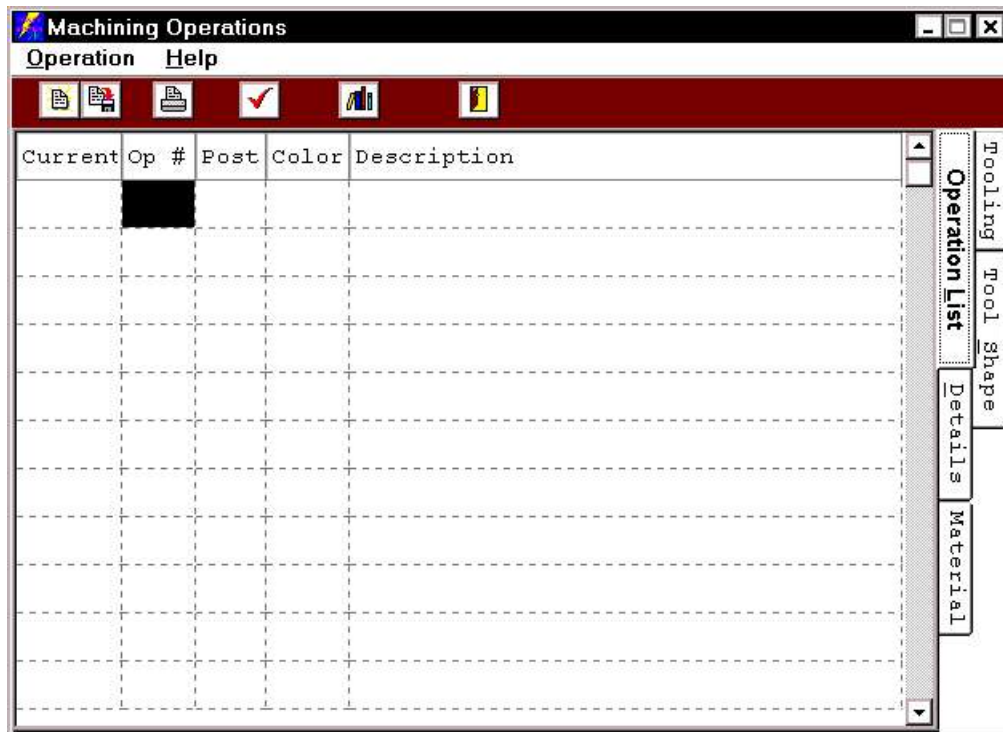 Machining Operations
Operation Help
Current Op # Post Color Description
Operation List
Details
Material
Tooling
Tool Shape